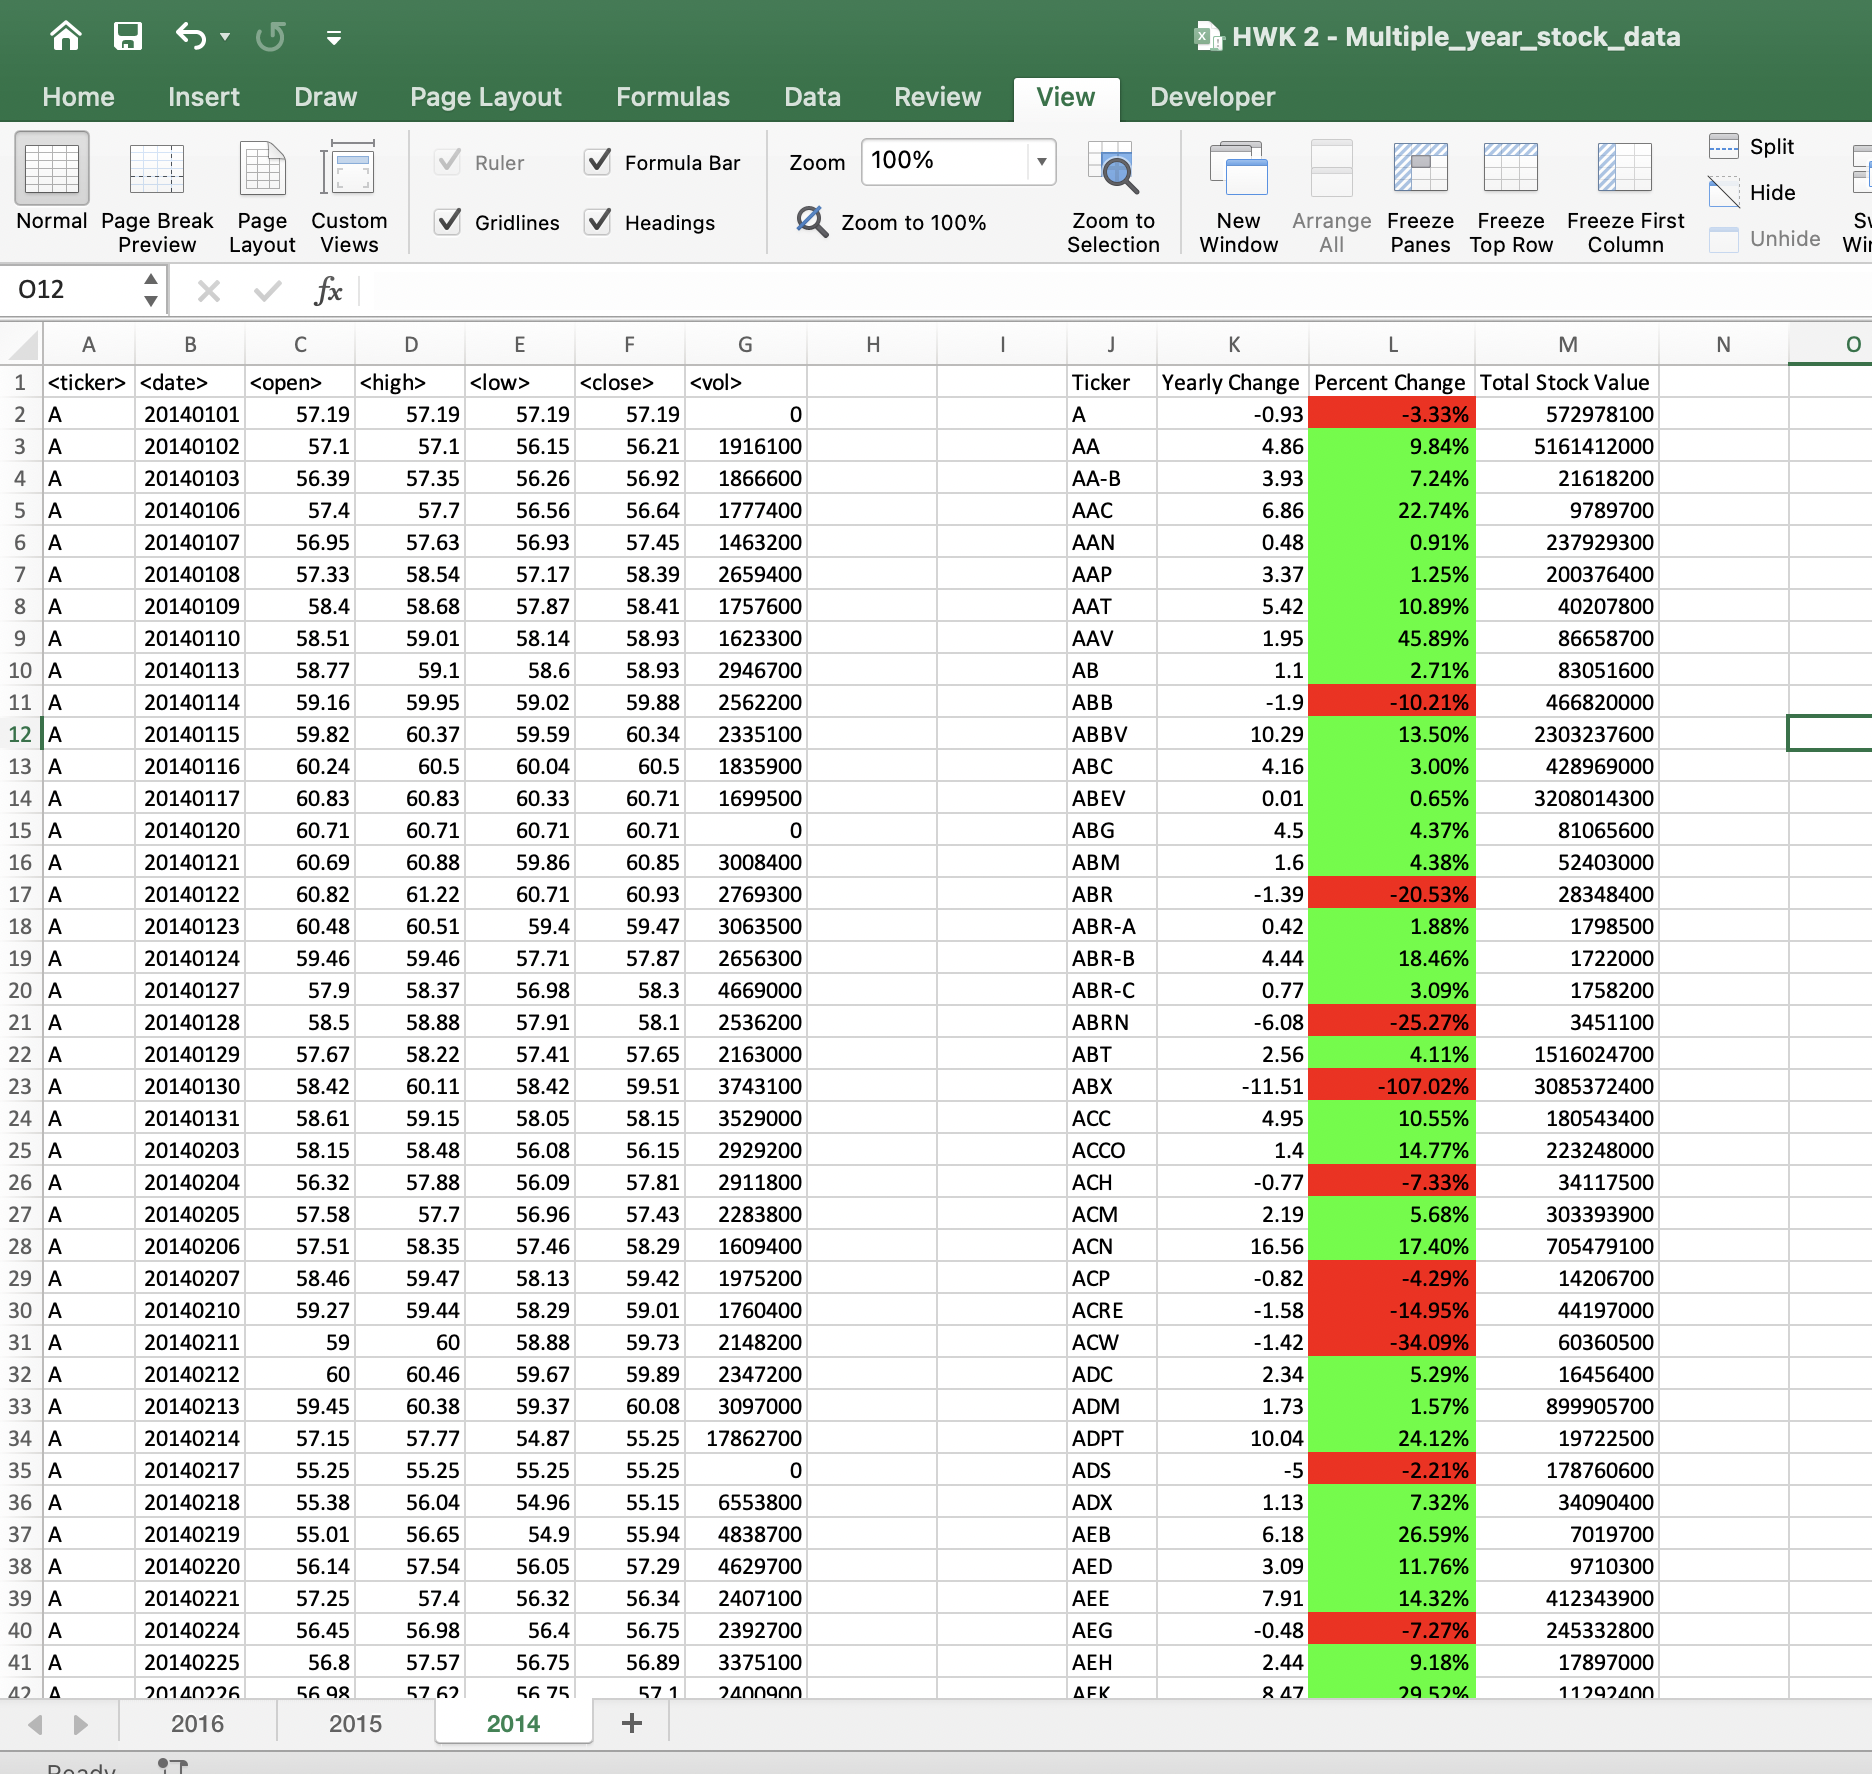 HWK 2 - Multiple_year_stock_data
Home Insert Draw Page Layout Formulas Data Review View Developer
Ruler Formula Bar Zoom 100% Split
Hide
Normal Page Break Preview Page Layout Custom Views Gridlines Headings Zoom to 100% Zoom to Selection New Window Arrange All Freeze Panes Freeze Top Row Freeze First Column Unhide
O12 fx
A B C D E F G H I J K L M N O
1 <ticker> <date> <open> <high> <low> <close> <vol> Ticker Yearly Change Percent Change Total Stock Value
2 A 20140101 57.19 57.19 57.19 57.19 0 A -0.93 -3.33% 572978100
3 A 20140102 57.1 57.1 56.15 56.21 1916100 AA 4.86 9.84% 5161412000
4 A 20140103 56.39 57.35 56.26 56.92 1866600 AA-B 3.93 7.24% 21618200
5 A 20140106 57.4 57.7 56.56 56.64 1777400 AAC 6.86 22.74% 9789700
6 A 20140107 56.95 57.63 56.93 57.45 1463200 AAN 0.48 0.91% 237929300
7 A 20140108 57.33 58.54 57.17 58.39 2659400 AAP 3.37 1.25% 200376400
8 A 20140109 58.4 58.68 57.87 58.41 1757600 AAT 5.42 10.89% 40207800
9 A 20140110 58.51 59.01 58.14 58.93 1623300 AAV 1.95 45.89% 86658700
10 A 20140113 58.77 59.1 58.6 58.93 2946700 AB 1.1 2.71% 83051600
11 A 20140114 59.16 59.95 59.02 59.88 2562200 ABB -1.9 -10.21% 466820000
12 A 20140115 59.82 60.37 59.59 60.34 2335100 ABBV 10.29 13.50% 2303237600
13 A 20140116 60.24 60.5 60.04 60.5 1835900 ABC 4.16 3.00% 428969000
14 A 20140117 60.83 60.83 60.33 60.71 1699500 ABEV 0.01 0.65% 3208014300
15 A 20140120 60.71 60.71 60.71 60.71 0 ABG 4.5 4.37% 81065600
16 A 20140121 60.69 60.88 59.86 60.85 3008400 ABM 1.6 4.38% 52403000
17 A 20140122 60.82 61.22 60.71 60.93 2769300 ABR -1.39 -20.53% 28348400
18 A 20140123 60.48 60.51 59.4 59.47 3063500 ABR-A 0.42 1.88% 1798500
19 A 20140124 59.46 59.46 57.71 57.87 2656300 ABR-B 4.44 18.46% 1722000
20 A 20140127 57.9 58.37 56.98 58.3 4669000 ABR-C 0.77 3.09% 1758200
21 A 20140128 58.5 58.88 57.91 58.1 2536200 ABRN -6.08 -25.27% 3451100
22 A 20140129 57.67 58.22 57.41 57.65 2163000 ABT 2.56 4.11% 1516024700
23 A 20140130 58.42 60.11 58.42 59.51 3743100 ABX -11.51 -107.02% 3085372400
24 A 20140131 58.61 59.15 58.05 58.15 3529000 ACC 4.95 10.55% 180543400
25 A 20140203 58.15 58.48 56.08 56.15 2929200 ACCO 1.4 14.77% 223248000
26 A 20140204 56.32 57.88 56.09 57.81 2911800 ACH -0.77 -7.33% 34117500
27 A 20140205 57.58 57.7 56.96 57.43 2283800 ACM 2.19 5.68% 303393900
28 A 20140206 57.51 58.35 57.46 58.29 1609400 ACN 16.56 17.40% 705479100
29 A 20140207 58.46 59.47 58.13 59.42 1975200 ACP -0.82 -4.29% 14206700
30 A 20140210 59.27 59.44 58.29 59.01 1760400 ACRE -1.58 -14.95% 44197000
31 A 20140211 59 60 58.88 59.73 2148200 ACW -1.42 -34.09% 60360500
32 A 20140212 60 60.46 59.67 59.89 2347200 ADC 2.34 5.29% 16456400
33 A 20140213 59.45 60.38 59.37 60.08 3097000 ADM 1.73 1.57% 899905700
34 A 20140214 57.15 57.77 54.87 55.25 17862700 ADPT 10.04 24.12% 19722500
35 A 20140217 55.25 55.25 55.25 55.25 0 ADS -5 -2.21% 178760600
36 A 20140218 55.38 56.04 54.96 55.15 6553800 ADX 1.13 7.32% 34090400
37 A 20140219 55.01 56.65 54.9 55.94 4838700 AEB 6.18 26.59% 7019700
38 A 20140220 56.14 57.54 56.05 57.29 4629700 AED 3.09 11.76% 9710300
39 A 20140221 57.25 57.4 56.32 56.34 2407100 AEE 7.91 14.32% 412343900
40 A 20140224 56.45 56.98 56.4 56.75 2392700 AEG -0.48 -7.27% 245332800
41 A 20140225 56.8 57.57 56.75 56.89 3375100 AEH 2.44 9.18% 17897000
42 A 20140226 56.98 57.62 56.75 57.1 2400900 AEK 8.47 29.52% 11292400
2016 2015 2014 +
Ready